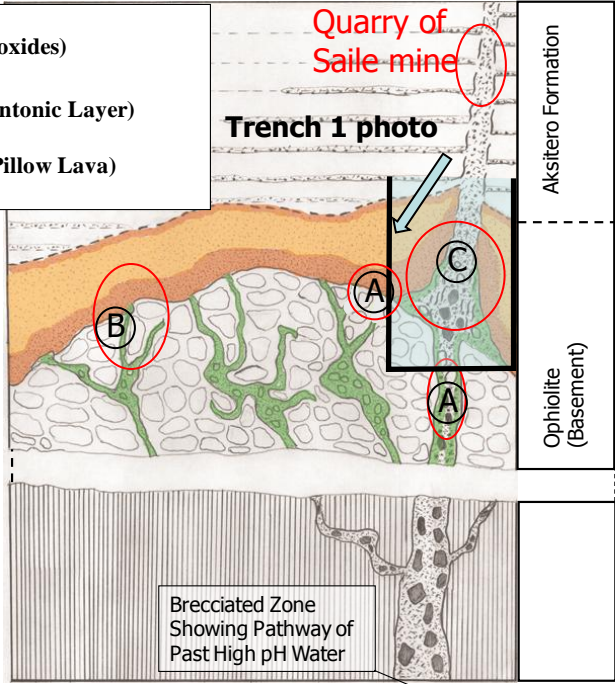 oxides)
ntonic Layer)
Pillow Lava)
Quarry of
Saile mine
Trench 1 photo
Aksitero Formation
C
A
B
A
Ophiolite
(Basement)
Brecciated Zone
Showing Pathway of
Past High pH Water